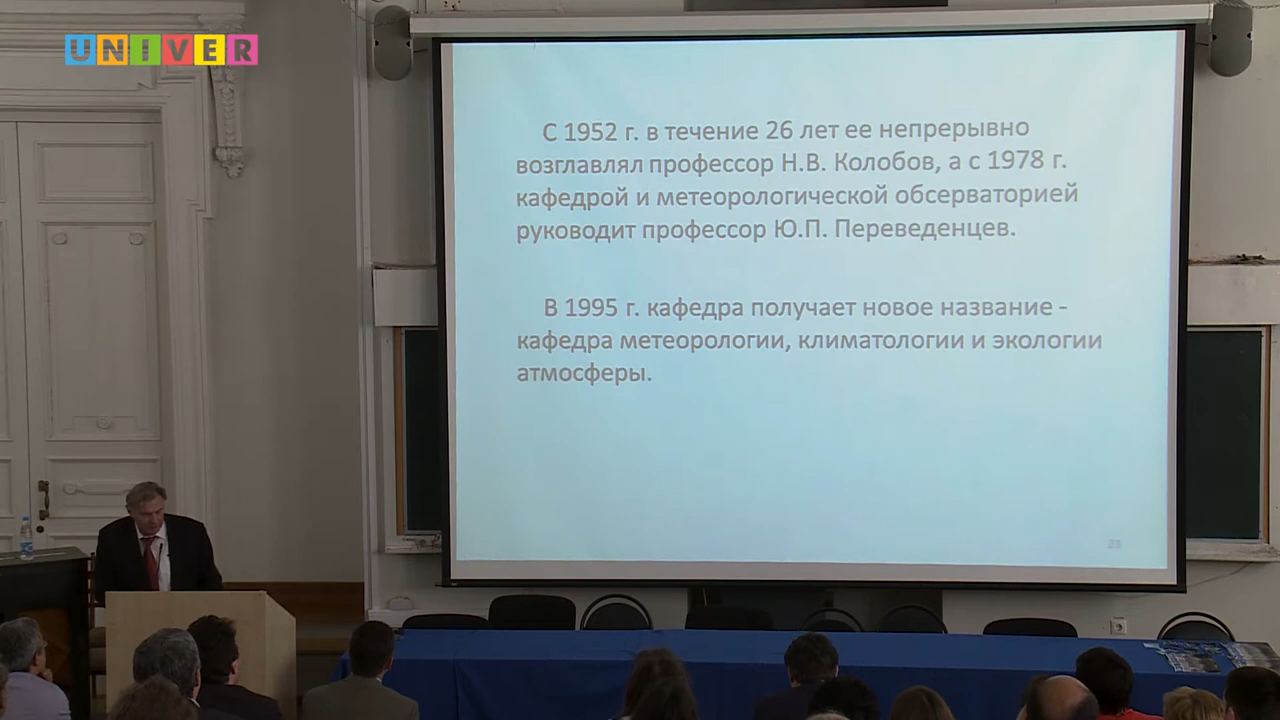 UNIVER
С 1952 г. в течение 26 лет ее непрерывно
возглавлял профессор Н.В. Колобов, а с 1978 г.
кафедрой и метеорологической обсерваторией
руководит профессор Ю.П. Переведенцев.
В 1995 г. кафедра получает новое название -
кафедра метеорологии, климатологии и экологии
атмосферы.